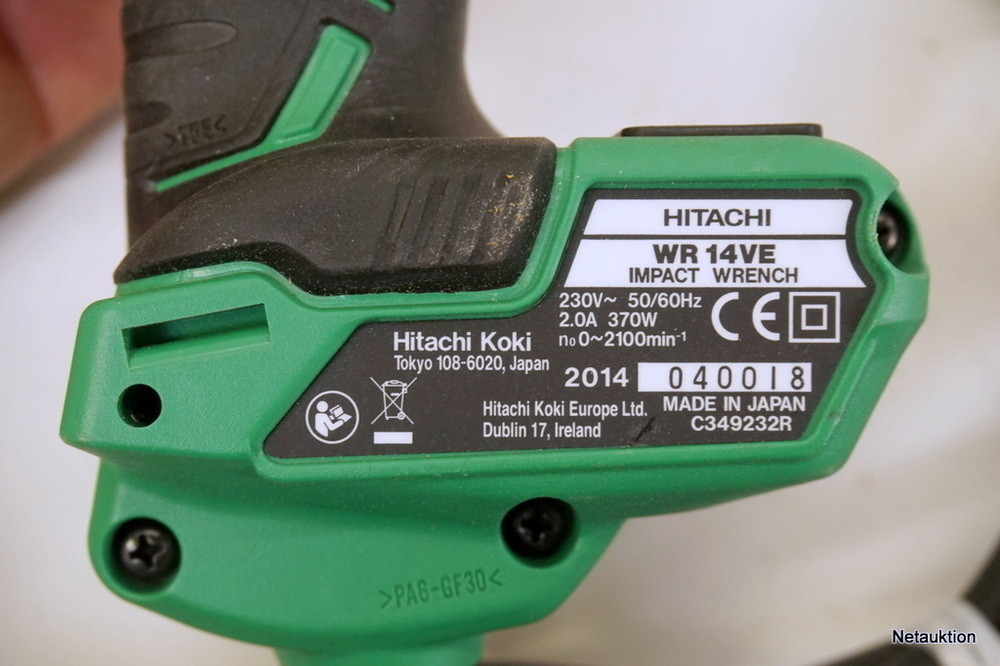 HITACHI
WR 14VE
IMPACT WRENCH
230V~ 50/60Hz
2.0A 370W
n₀ 0~2100min⁻¹
CE
Hitachi Koki
Tokyo 108-6020, Japan
2014 040018
Hitachi Koki Europe Ltd.
Dublin 17, Ireland
MADE IN JAPAN
C349232R
>PA6-GF30<
Netauktion